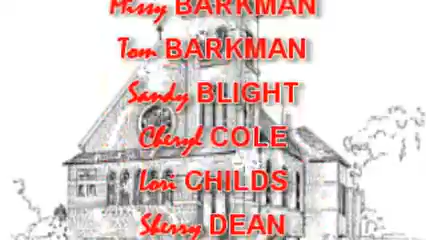 Missy BARKMAN
Tom BARKMAN
Sandy BLIGHT
Cheryl COLE
Lori CHILDS
Sherry DEAN